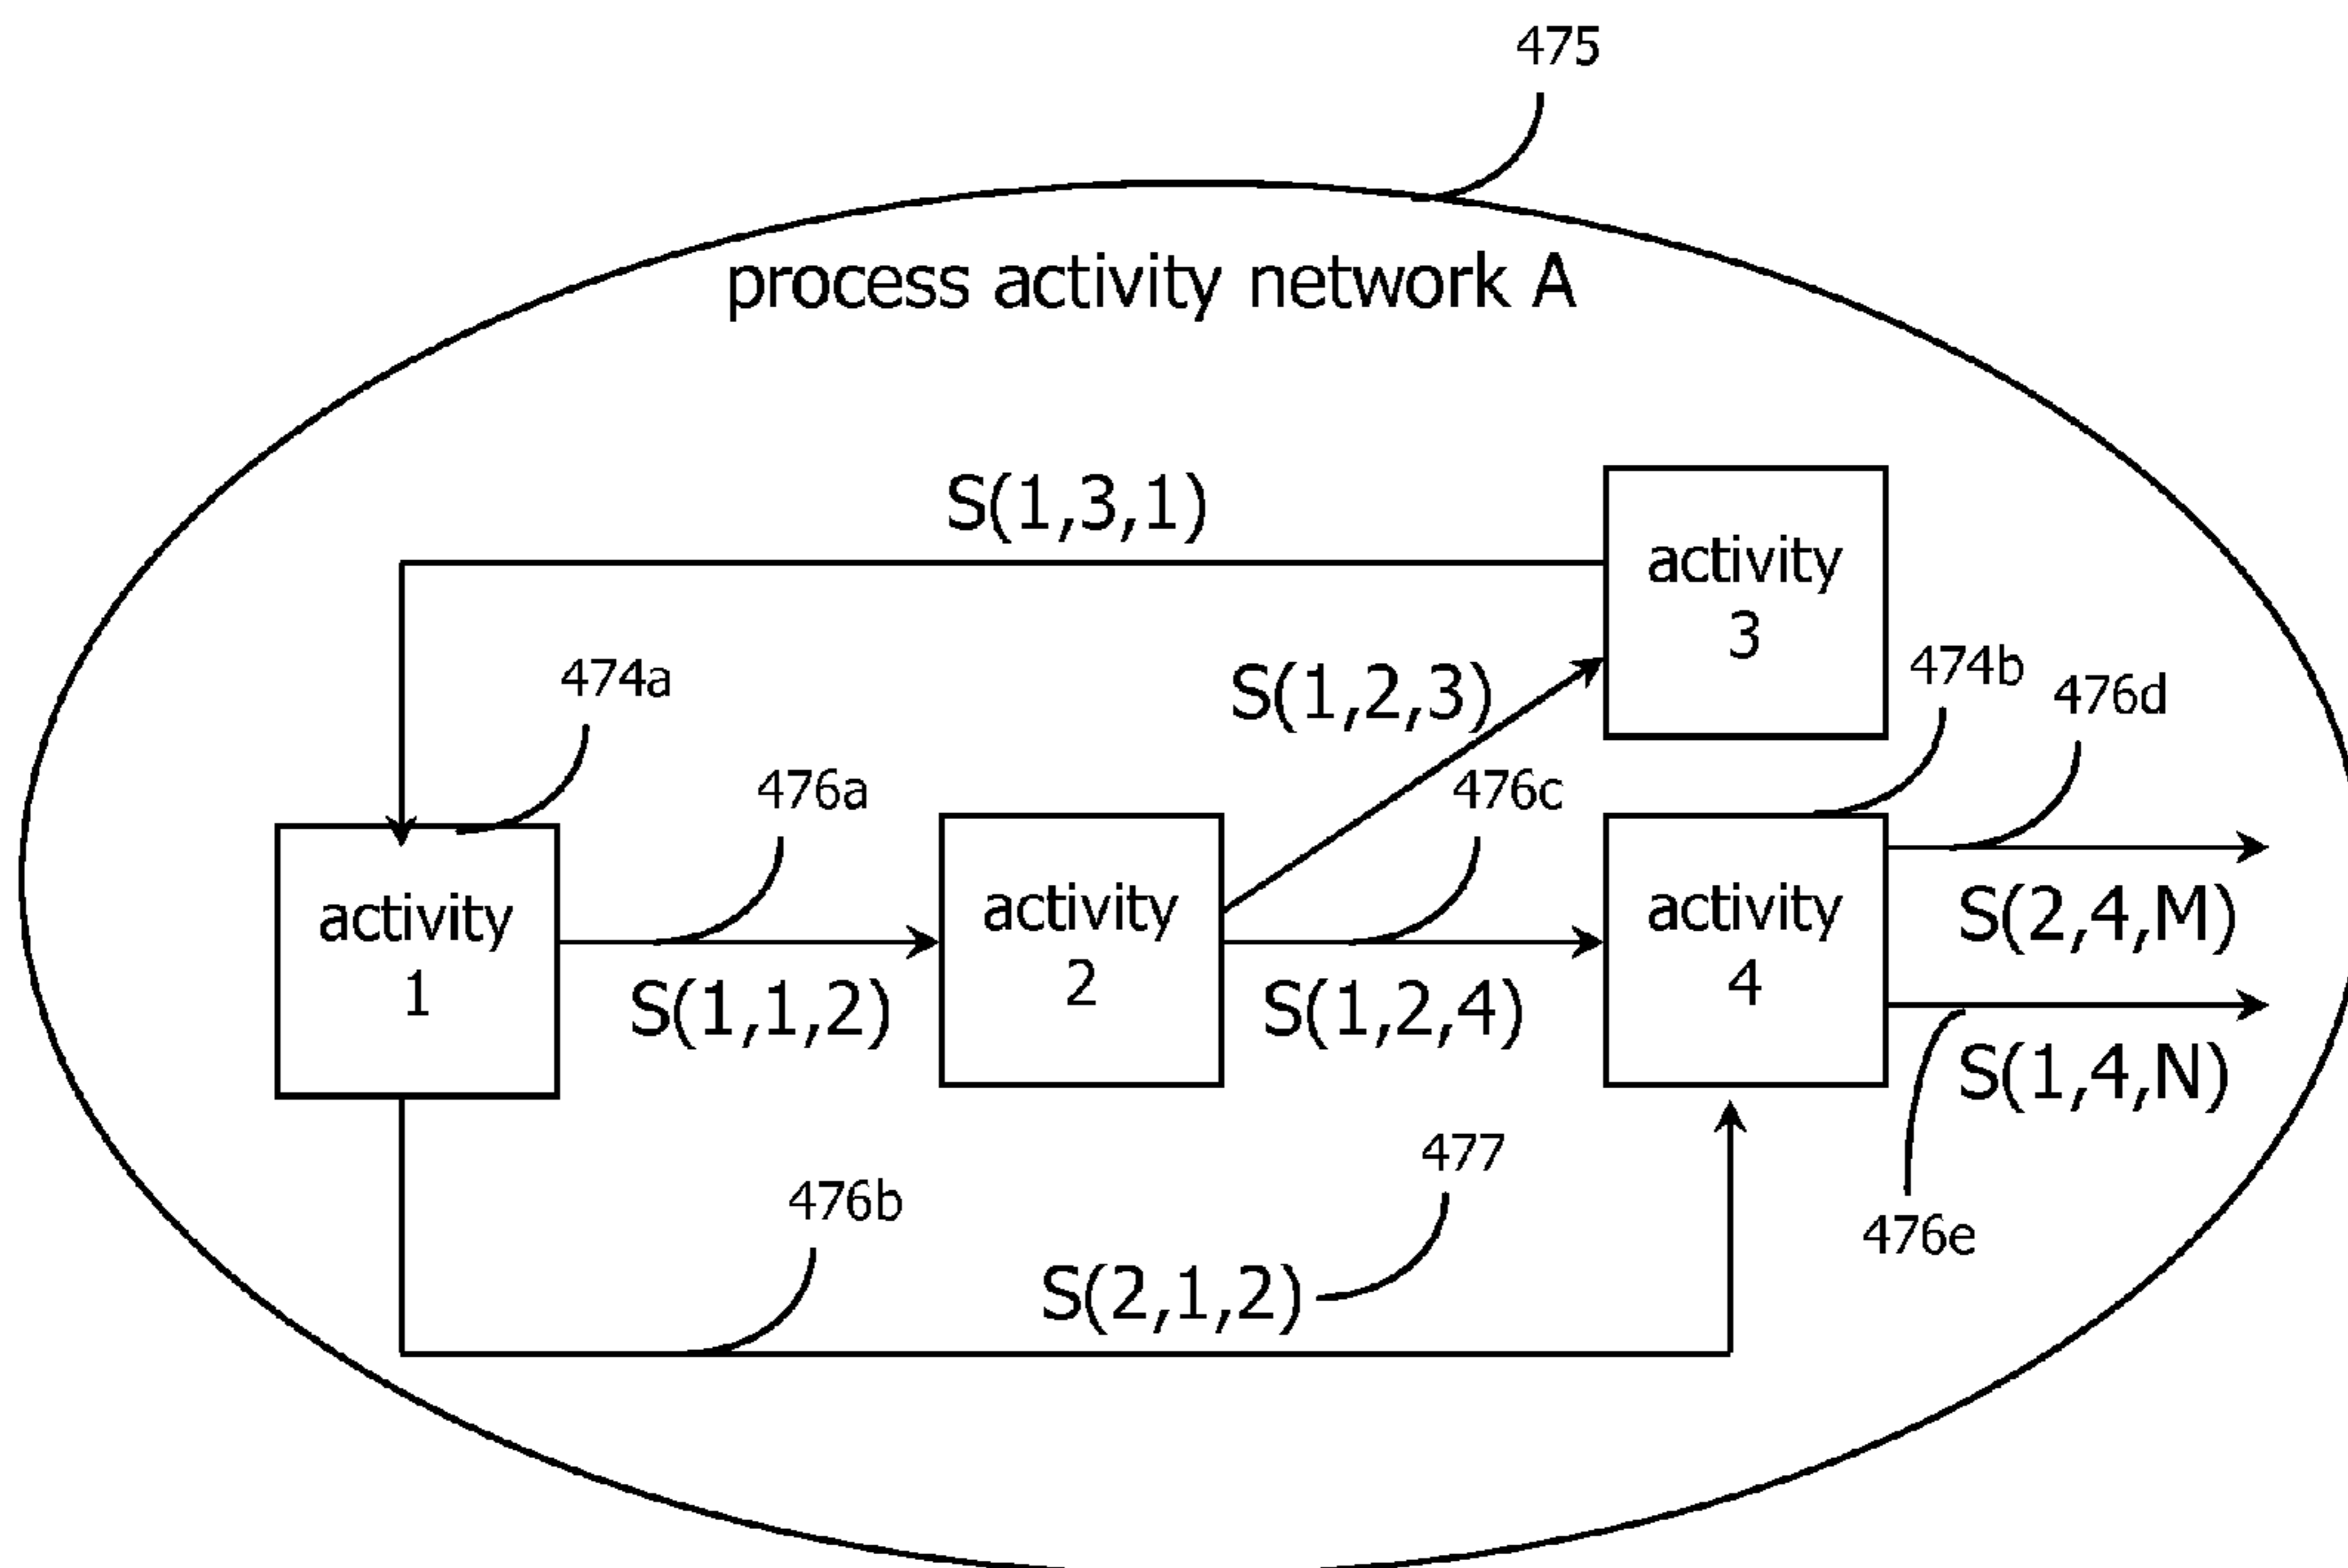 475
process activity network A
S(1,3,1)
activity
3
474a
S(1,2,3)
474b
476d
476a
476c
activity
1
activity
2
activity
4
S(2,4,M)
S(1,1,2)
S(1,2,4)
S(1,4,N)
477
476b
476e
S(2,1,2)